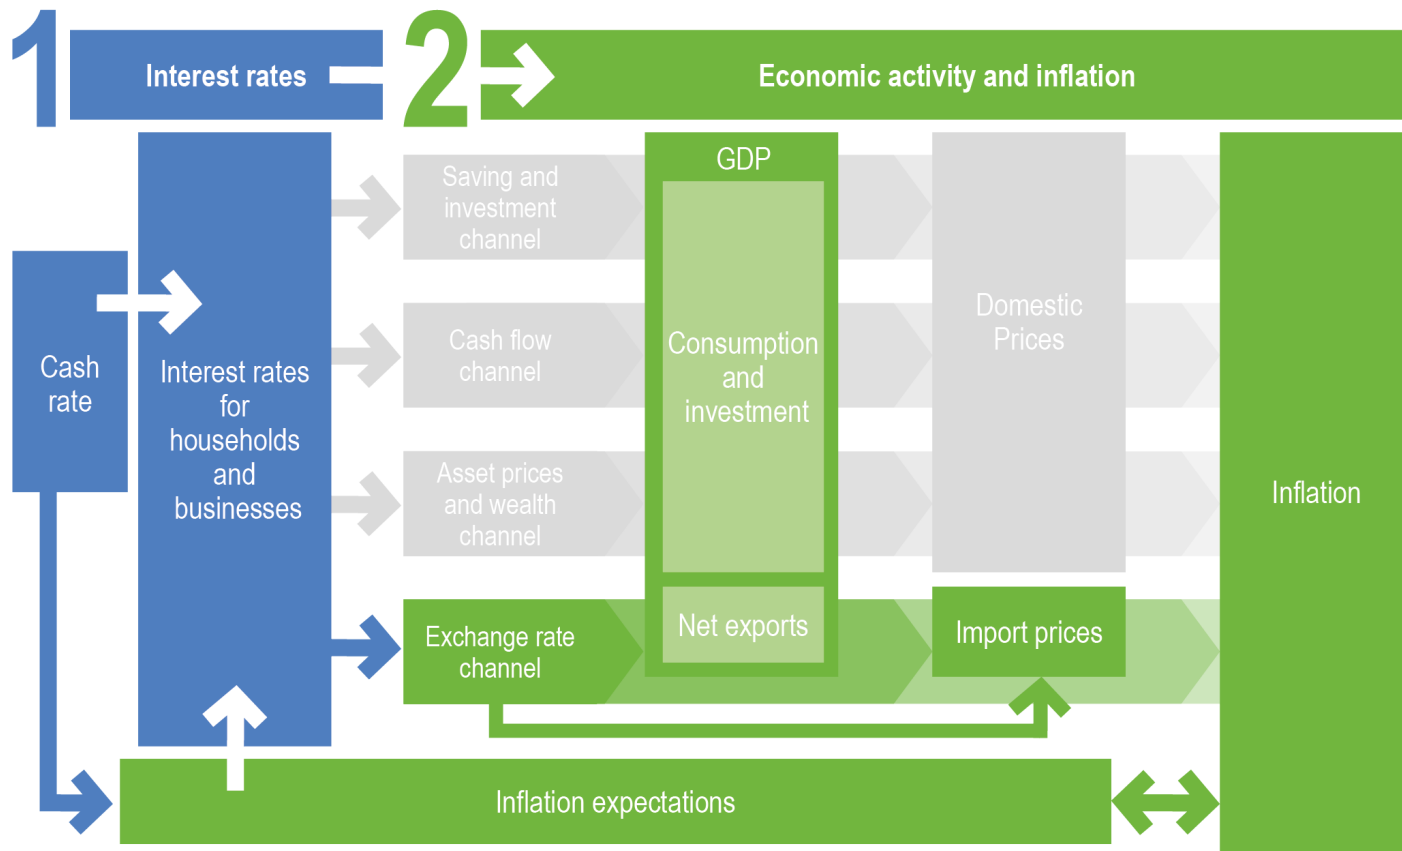 1
Interest rates
2
Economic activity and inflation
Cash
rate
Interest rates
for
households
and
businesses
Saving and
investment
channel
Cash flow
channel
Asset prices
and wealth
channel
Exchange rate
channel
GDP
Consumption
and
investment
Net exports
Domestic
Prices
Import prices
Inflation
Inflation expectations